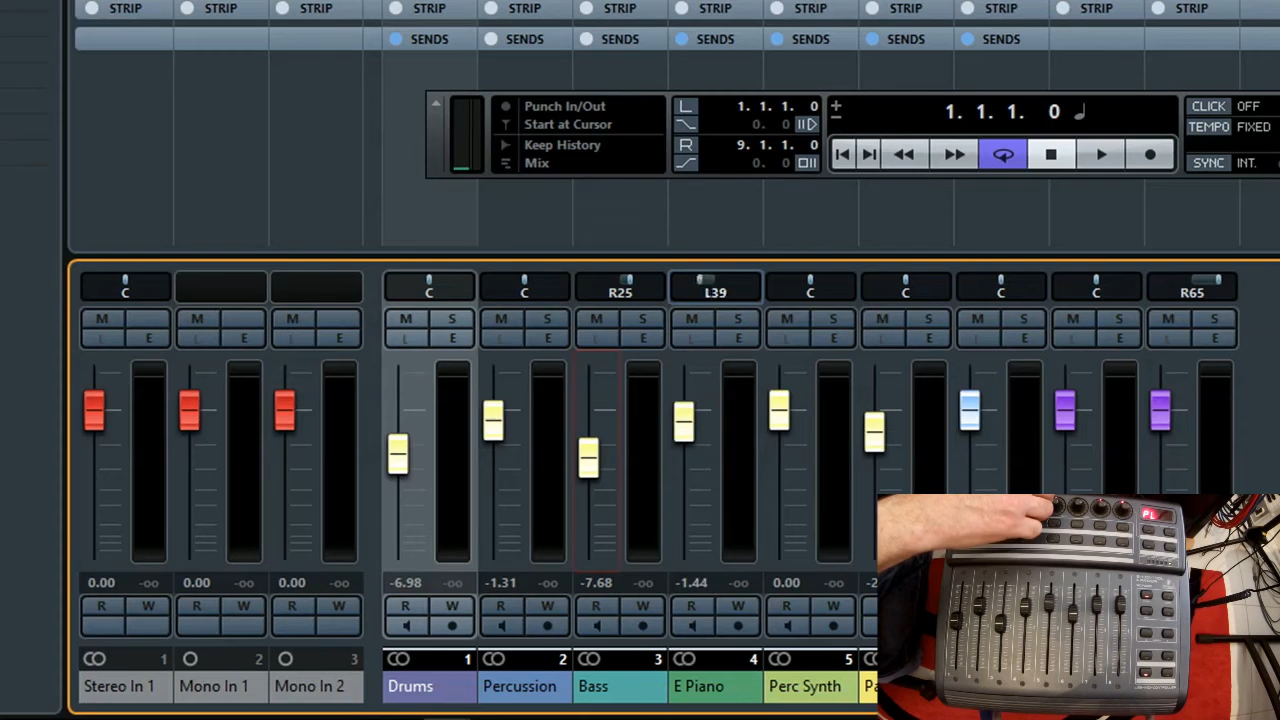 STRIP STRIP STRIP STRIP STRIP STRIP STRIP STRIP STRIP STRIP STRIP STRIP
SENDS SENDS SENDS SENDS SENDS SENDS SENDS
Punch In/Out
Start at Cursor
Keep History
Mix
L 1. 1. 1. 0
0. 0
R 9. 1. 1. 0
0. 0
1. 1. 1. 0
CLICK OFF
TEMPO FIXED
SYNC INT.
C C C R25 L39 C C C C R65
M M M M S M S M S M S M S M S M S M S M S
E E E L E L E L E L E L E L E L E L E L E
0.00 -oo 0.00 -oo 0.00 -oo -6.98 -oo -1.31 -oo -7.68 -oo -1.44 -oo 0.00 -oo
R W R W R W R W R W R W R W R W
1 2 3 1 2 3 4 5
Stereo In 1 Mono In 1 Mono In 2 Drums Percussion Bass E Piano Perc Synth
PL